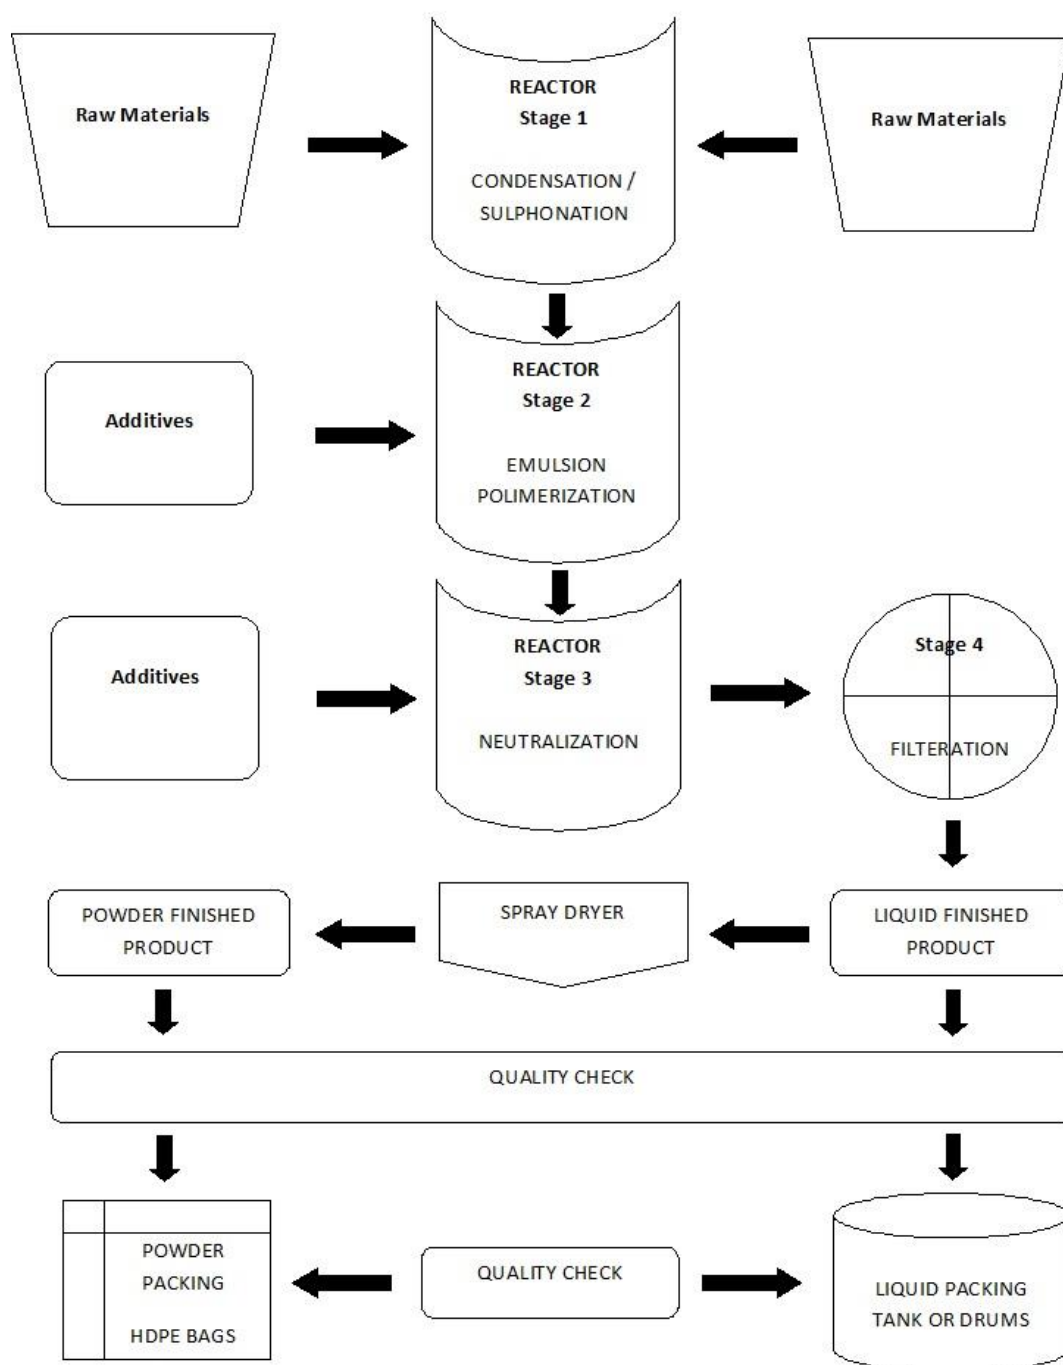 Raw Materials
REACTOR
Stage 1
CONDENSATION /
SULPHONATION
Raw Materials
Additives
REACTOR
Stage 2
EMULSION
POLIMERIZATION
Additives
REACTOR
Stage 3
NEUTRALIZATION
Stage 4
FILTERATION
POWDER FINISHED
PRODUCT
SPRAY DRYER
LIQUID FINISHED
PRODUCT
QUALITY CHECK
POWDER
PACKING
HDPE BAGS
QUALITY CHECK
LIQUID PACKING
TANK OR DRUMS